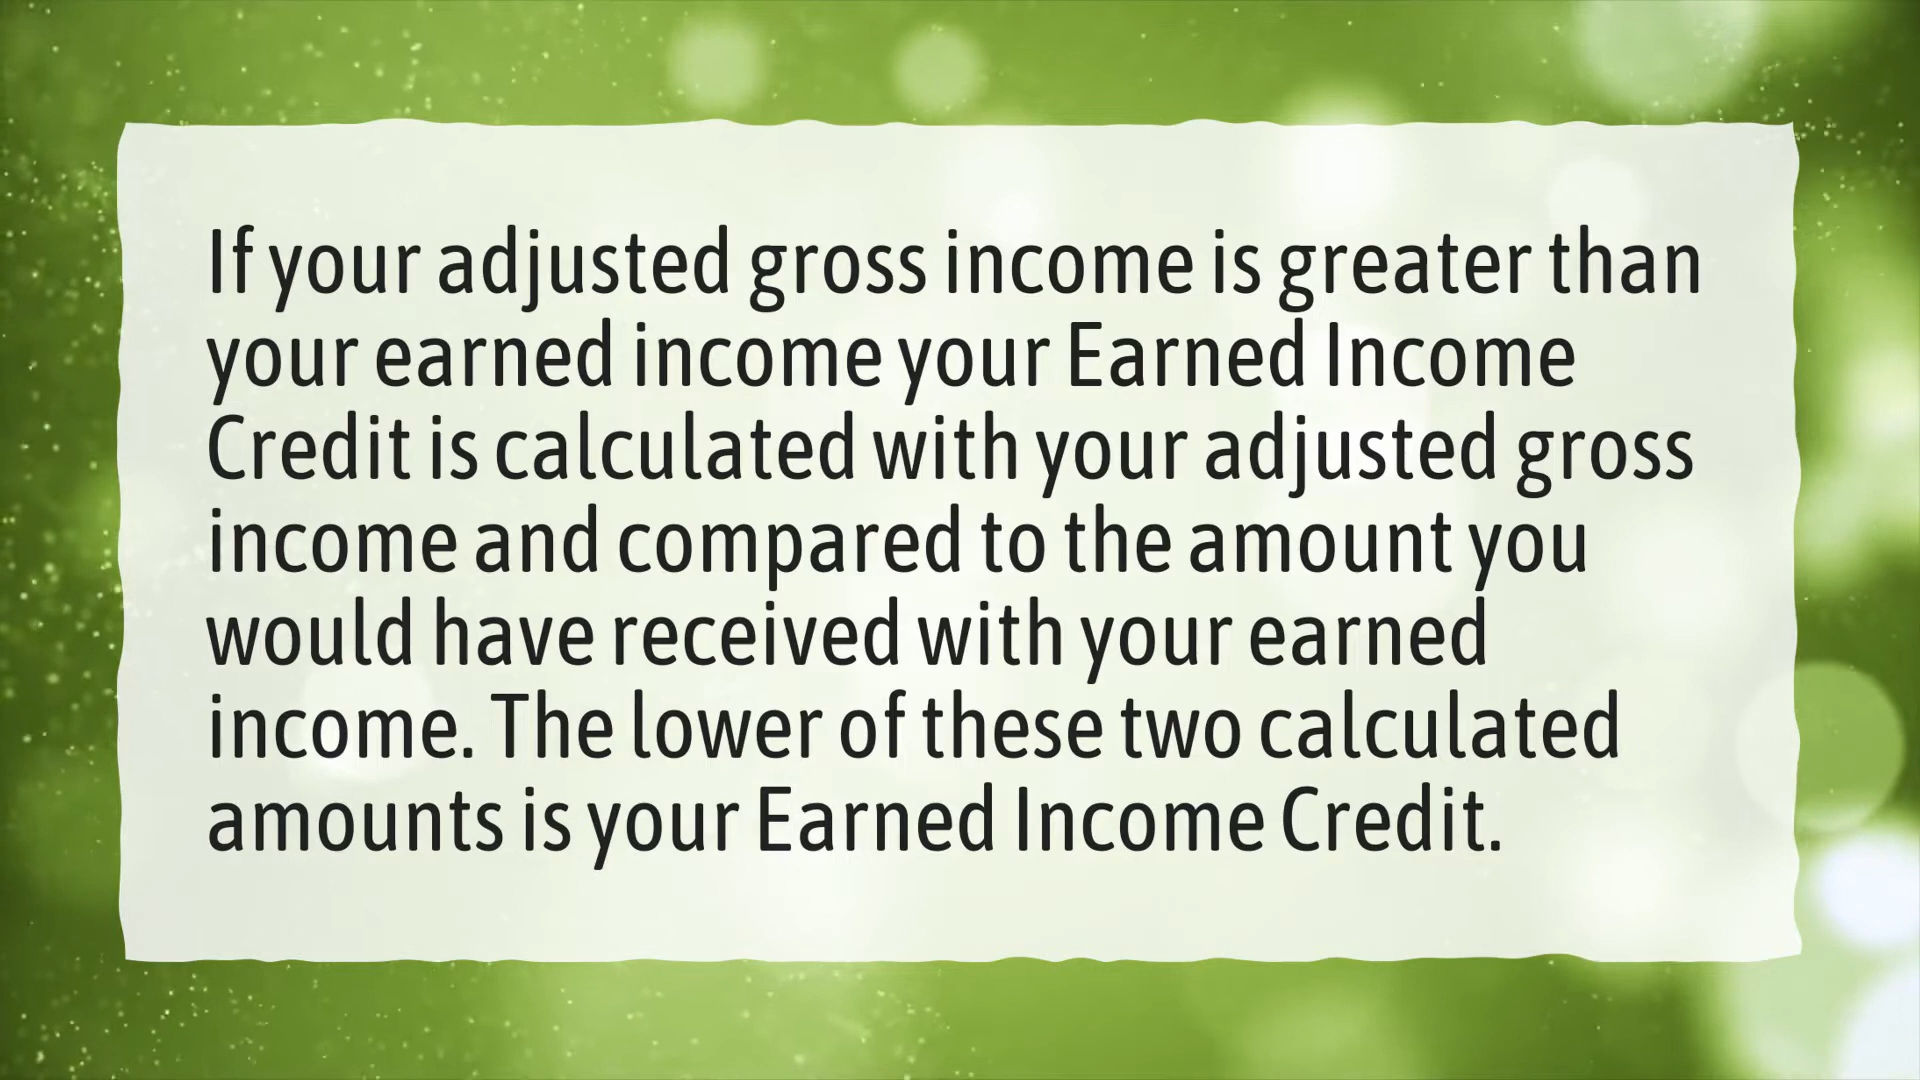 If your adjusted gross income is greater than
your earned income your Earned Income
Credit is calculated with your adjusted gross
income and compared to the amount you
would have received with your earned
income. The lower of these two calculated
amounts is your Earned Income Credit.